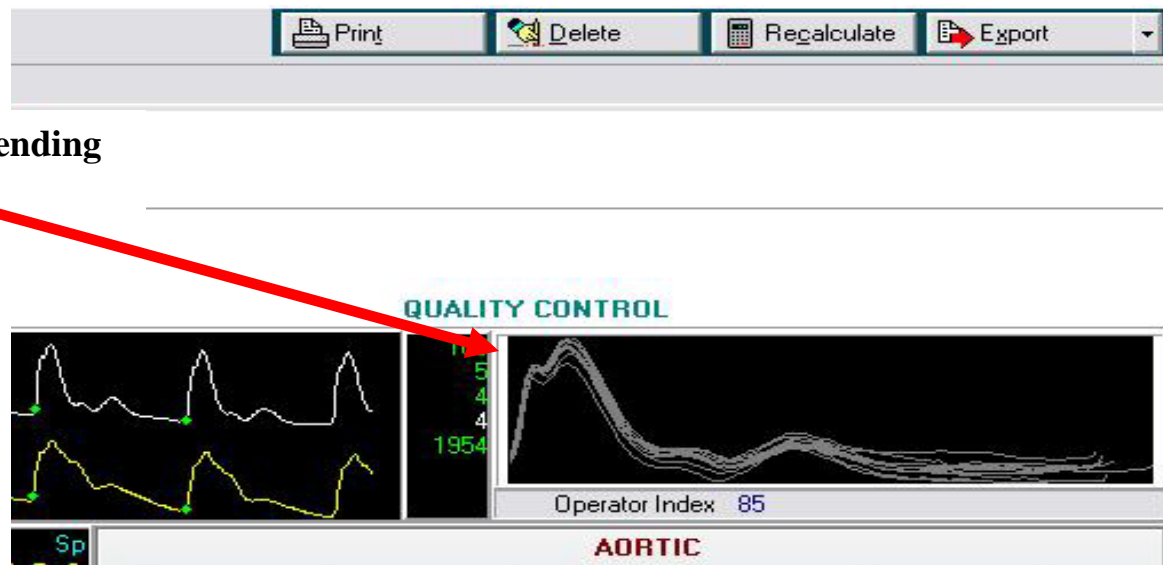 Print Delete Recalculate Export
ending
QUALITY CONTROL
5
4
4
1954
Operator Index 85
Sp
AORTIC